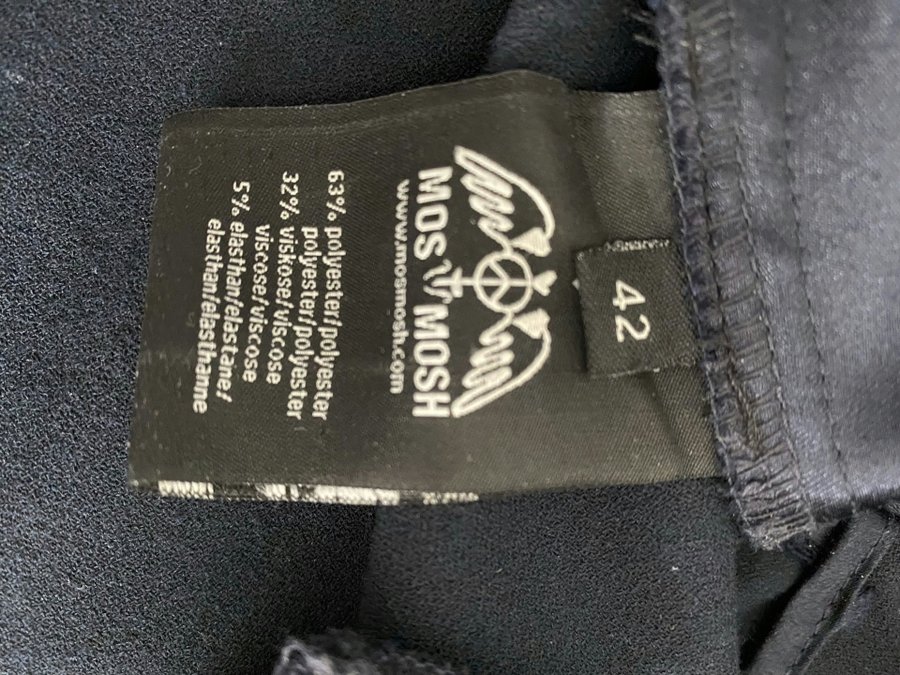 42
MOS MOSH
www.mosmosh.com
63% polyester/polyester
polyester/polyester
32% viskose/viscose
viscose/viscose
5% elasthan/elastane/
elasthan/elasthanne